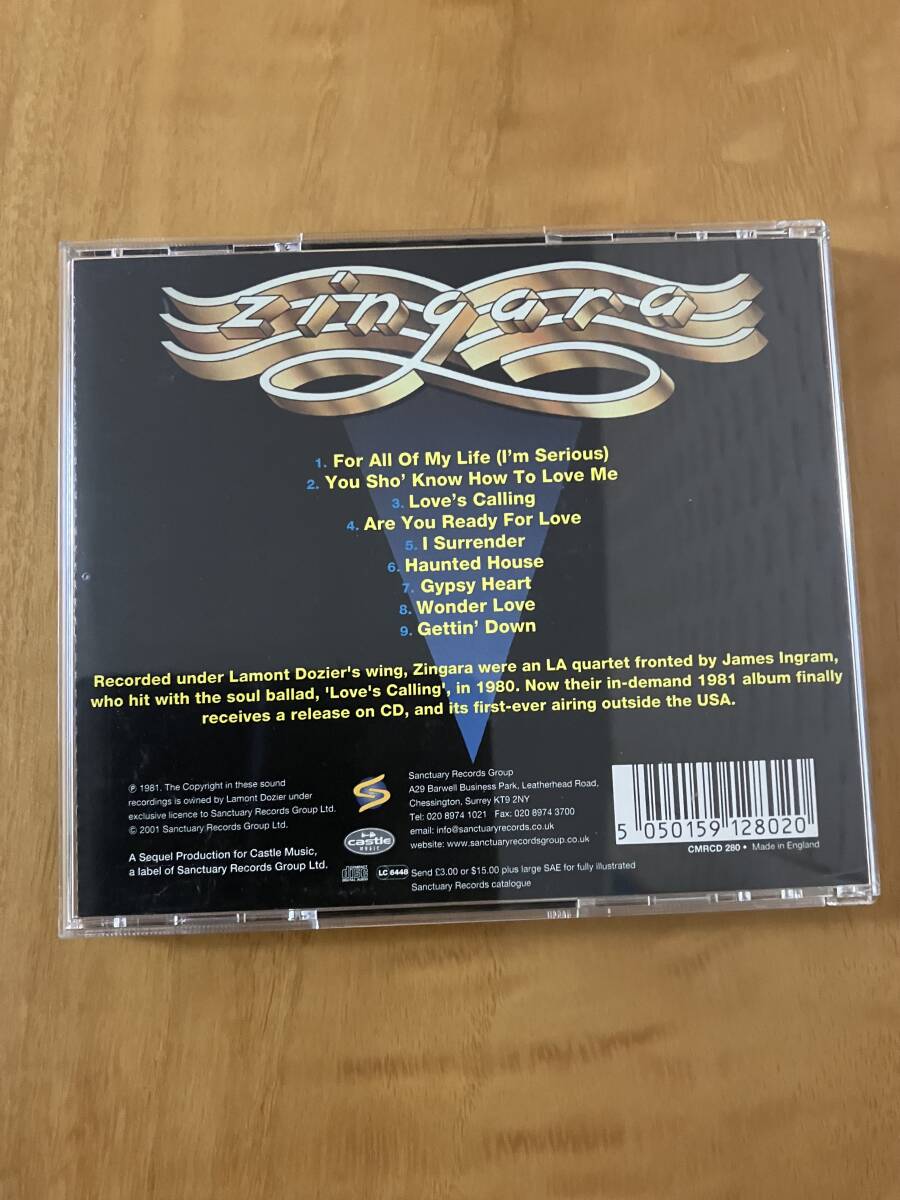 zingara
1. For All Of My Life (I'm Serious)
2. You Sho' Know How To Love Me
3. Love's Calling
4. Are You Ready For Love
5. I Surrender
6. Haunted House
7. Gypsy Heart
8. Wonder Love
9. Gettin' Down
Recorded under Lamont Dozier's wing, Zingara were an LA quartet fronted by James Ingram,
who hit with the soul ballad, 'Love's Calling', in 1980. Now their in-demand 1981 album finally
receives a release on CD, and its first-ever airing outside the USA.
℗ 1981. The Copyright in these sound
recordings is owned by Lamont Dozier under
exclusive licence to Sanctuary Records Group Ltd.
© 2001 Sanctuary Records Group Ltd.
A Sequel Production for Castle Music,
a label of Sanctuary Records Group Ltd.
castle
MUSIC
Sanctuary Records Group
A29 Barwell Business Park, Leatherhead Road,
Chessington, Surrey KT9 2NY
Tel: 020 8974 1021 Fax: 020 8974 3700
email: info@sanctuaryrecords.co.uk
website: www.sanctuaryrecordsgroup.co.uk
disc
LC 6448
Send £3.00 or $15.00 plus large SAE for fully illustrated
Sanctuary Records catalogue
5 050159 128020
CMRCD 280 • Made in England